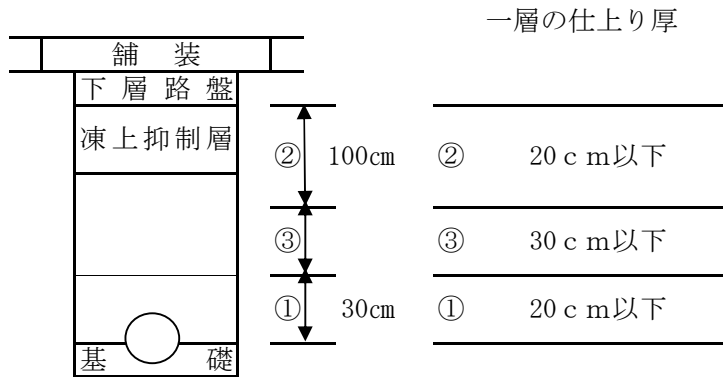 一層の仕上り厚
舗 装
下層路盤
凍上抑制層
② 100cm ② 20cm以下
③ ③ 30cm以下
① 30cm ① 20cm以下
基 礎